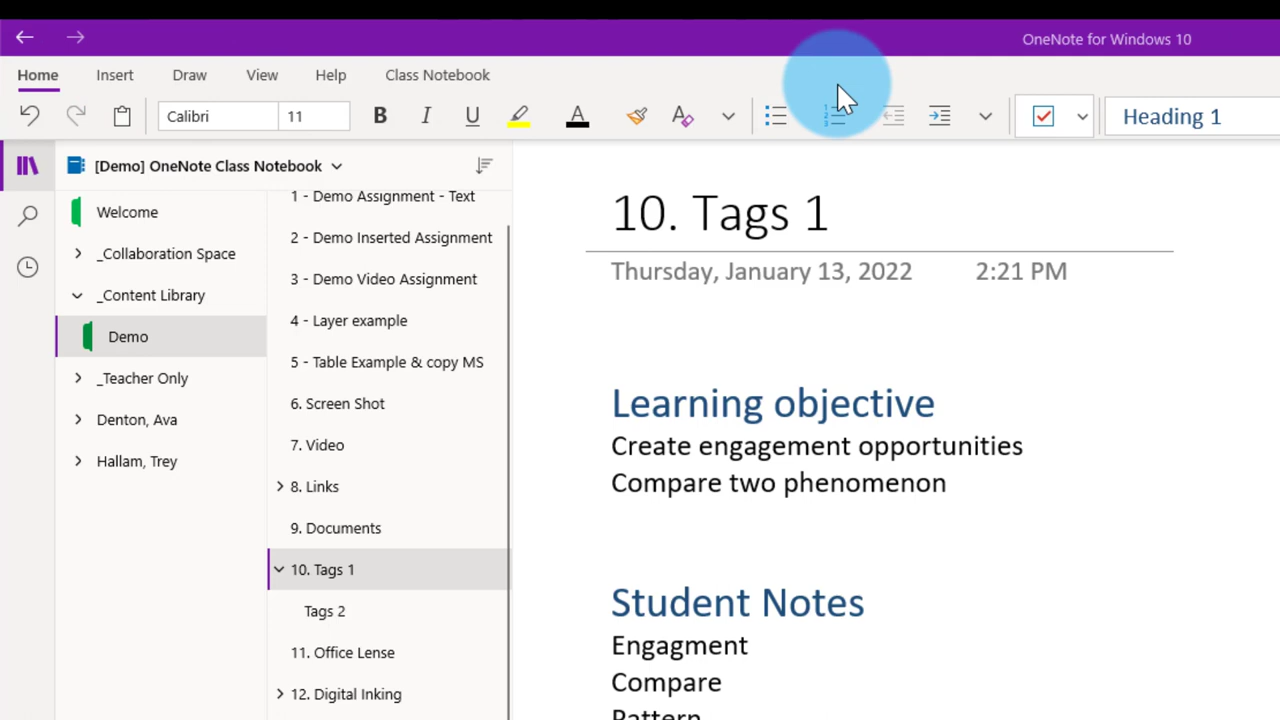 OneNote for Windows 10
Home Insert Draw View Help Class Notebook
Calibri 11 B I U A A Heading 1
[Demo] OneNote Class Notebook
Welcome
_Collaboration Space
_Content Library
Demo
_Teacher Only
Denton, Ava
Hallam, Trey
1 - Demo Assignment - Text
2 - Demo Inserted Assignment
3 - Demo Video Assignment
4 - Layer example
5 - Table Example & copy MS
6. Screen Shot
7. Video
8. Links
9. Documents
10. Tags 1
Tags 2
11. Office Lense
12. Digital Inking
10. Tags 1
Thursday, January 13, 2022 2:21 PM
Learning objective
Create engagement opportunities
Compare two phenomenon
Student Notes
Engagment
Compare
Pattern